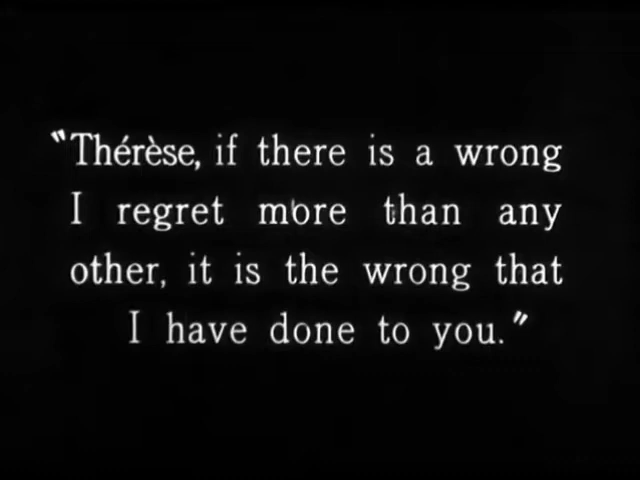 "Thérèse, if there is a wrong
I regret more than any
other, it is the wrong that
I have done to you."